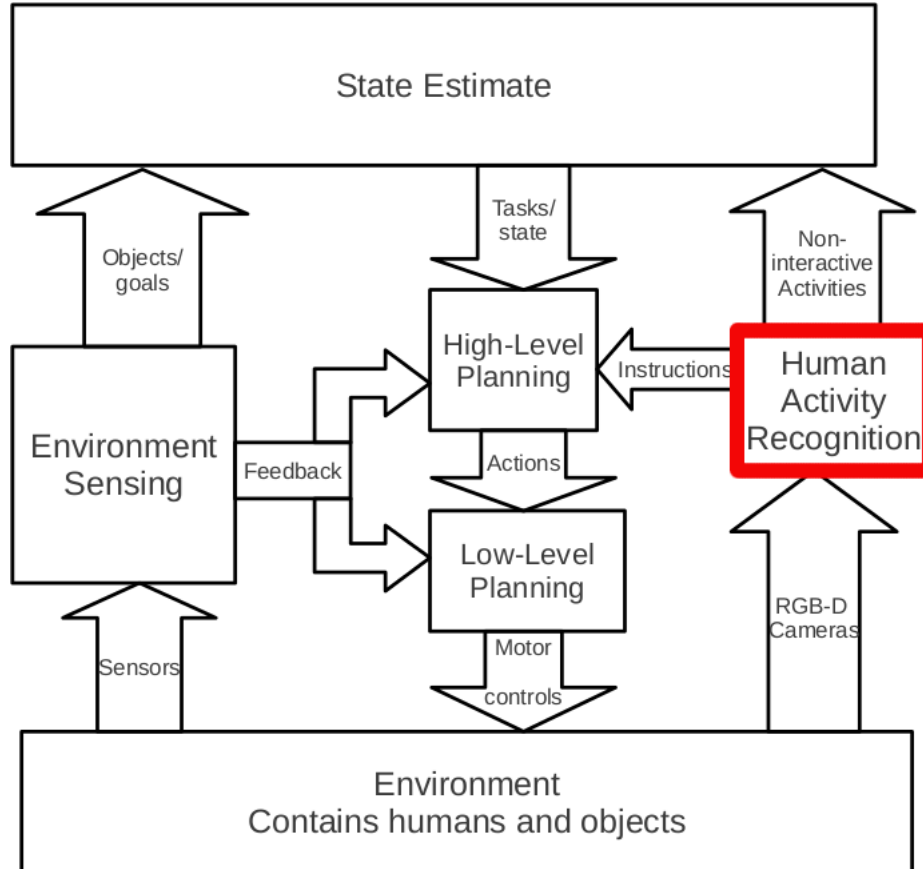 State Estimate
Objects/
goals
Tasks/
state
Non-
interactive
Activities
High-Level
Planning
Instructions
Human
Activity
Recognition
Environment
Sensing
Feedback
Actions
Low-Level
Planning
RGB-D
Cameras
Sensors
Motor
controls
Environment
Contains humans and objects